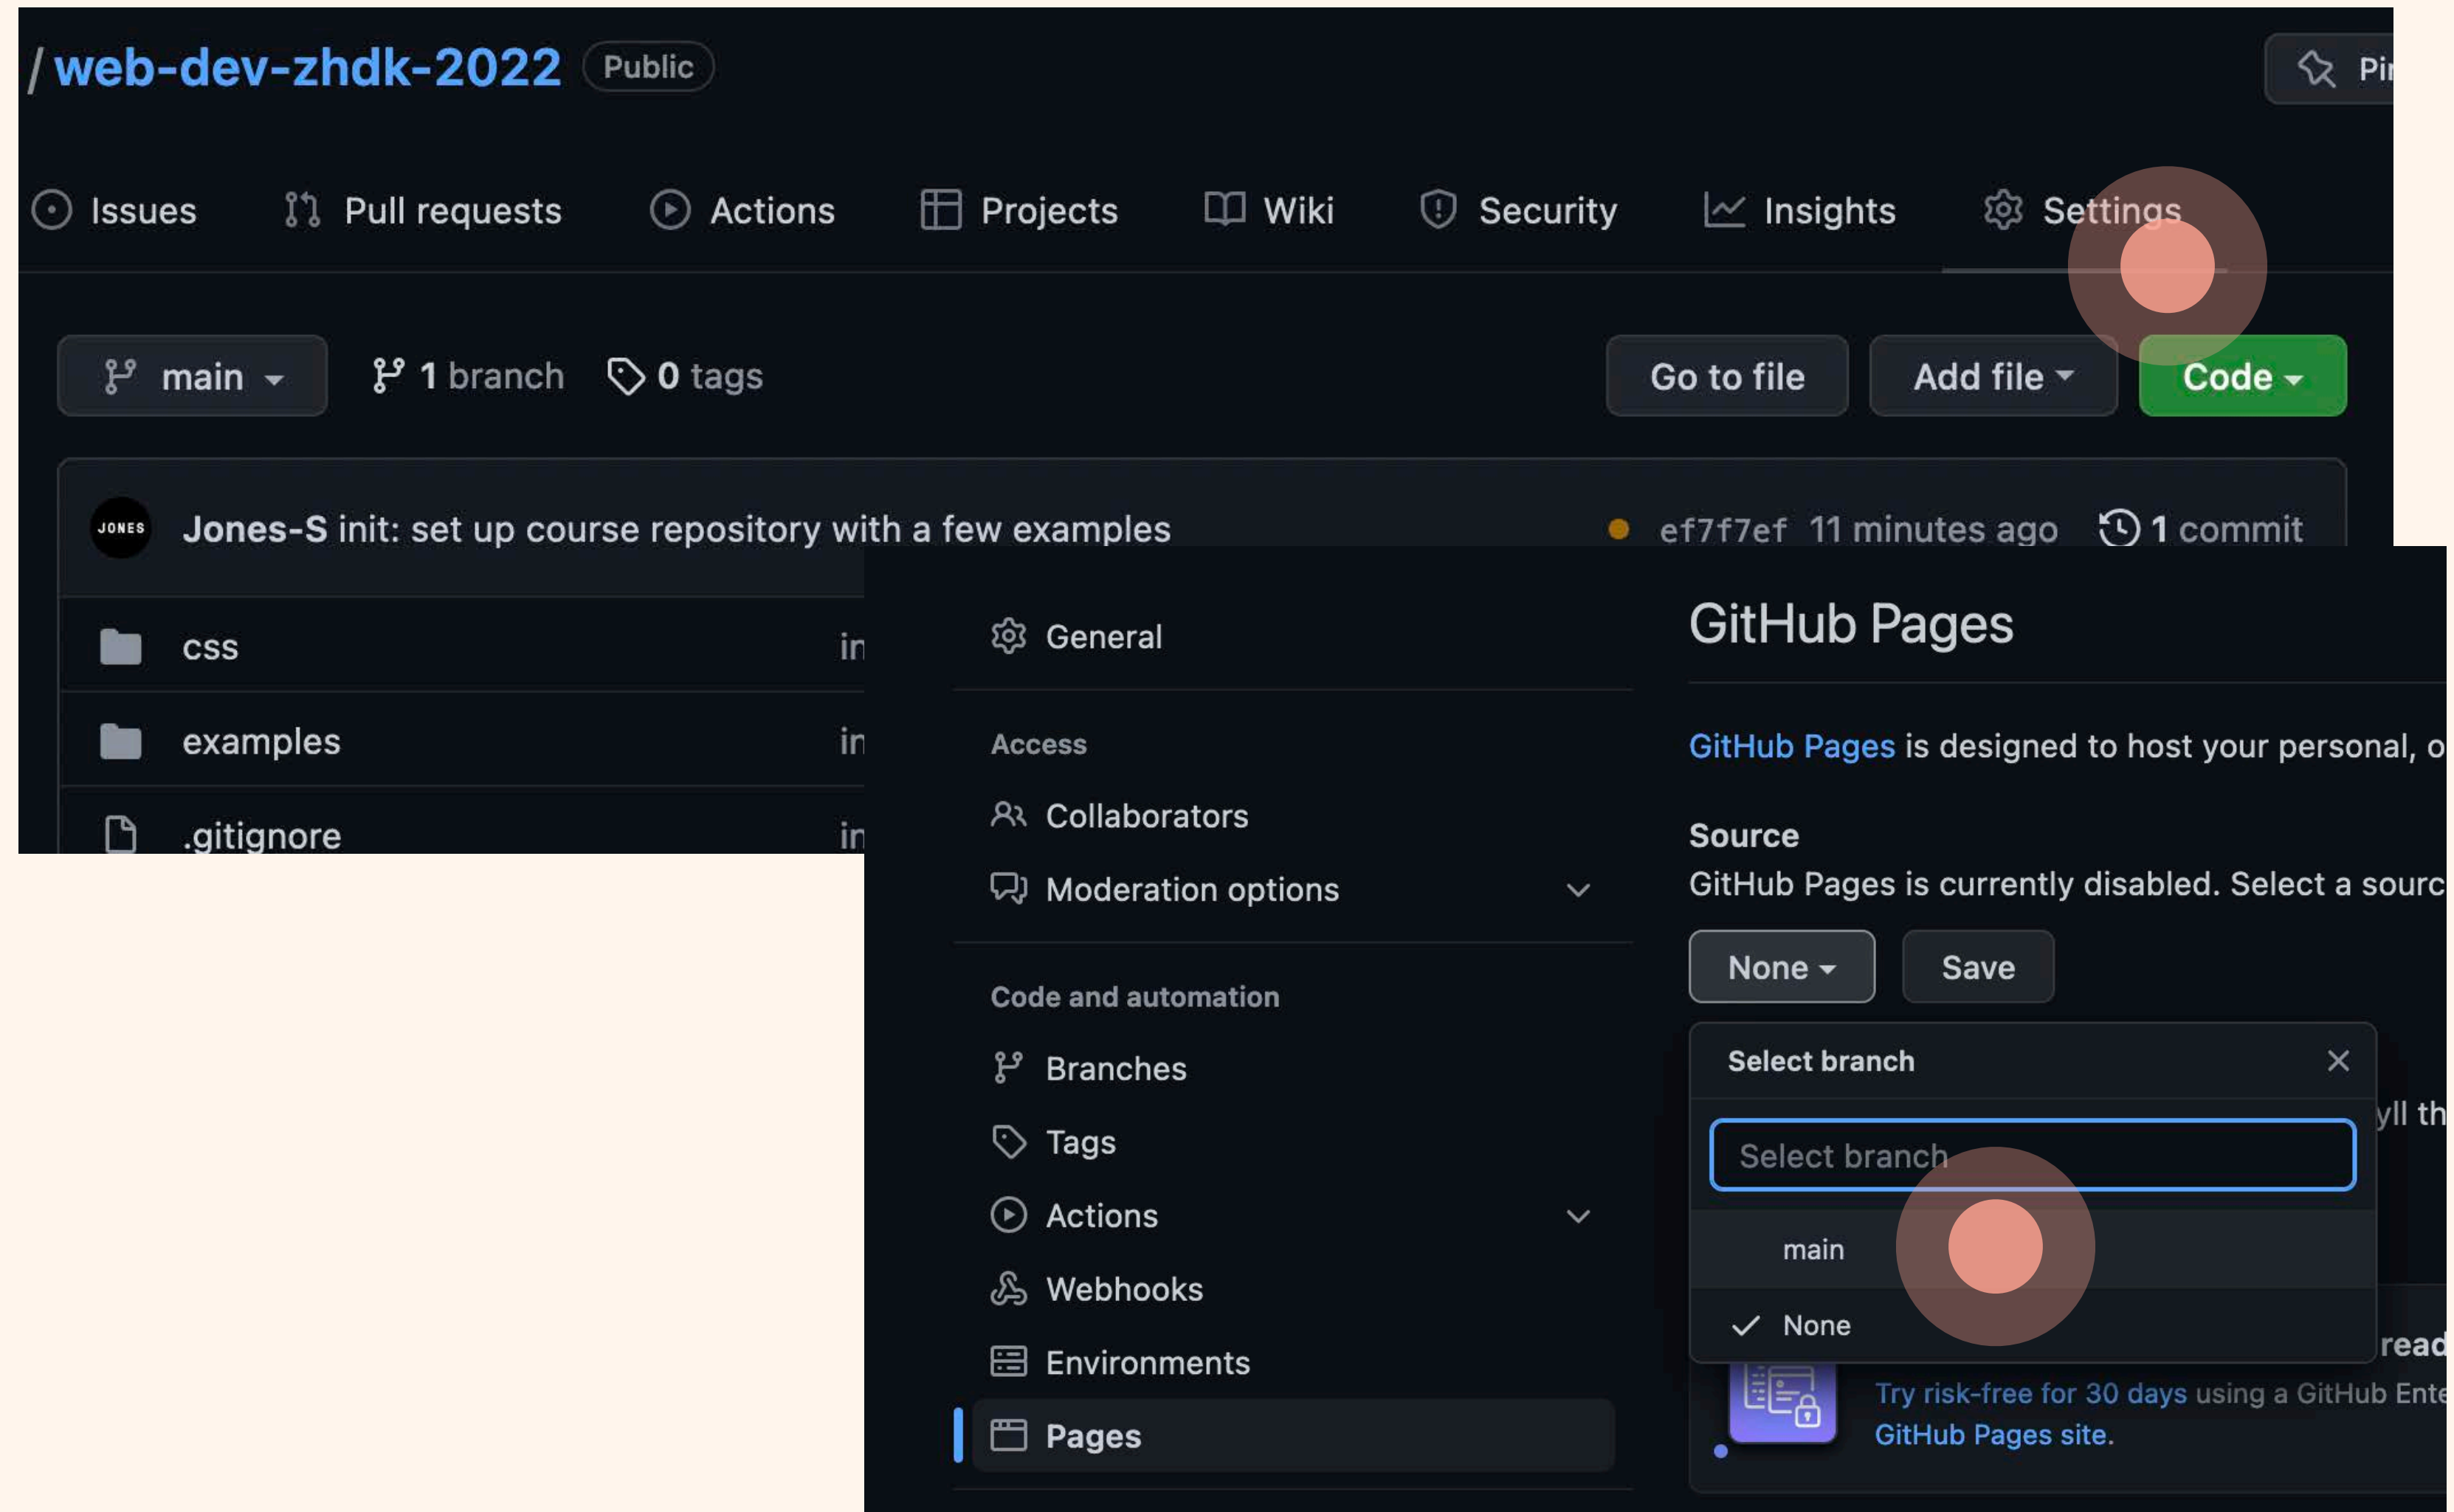 /web-dev-zhdk-2022 Public
Issues Pull requests Actions Projects Wiki Security Insights Settings
main 1 branch 0 tags Go to file Add file Code
JONES Jones-S init: set up course repository with a few examples ef7f7ef 11 minutes ago 1 commit
css
examples
.gitignore
General
Access
Collaborators
Moderation options
Code and automation
Branches
Tags
Actions
Webhooks
Environments
Pages
GitHub Pages
GitHub Pages is designed to host your personal,
Source
GitHub Pages is currently disabled. Select a
None Save
Select branch
Select branch
main
None
Try risk-free for 30 days using a GitHub
GitHub Pages site.